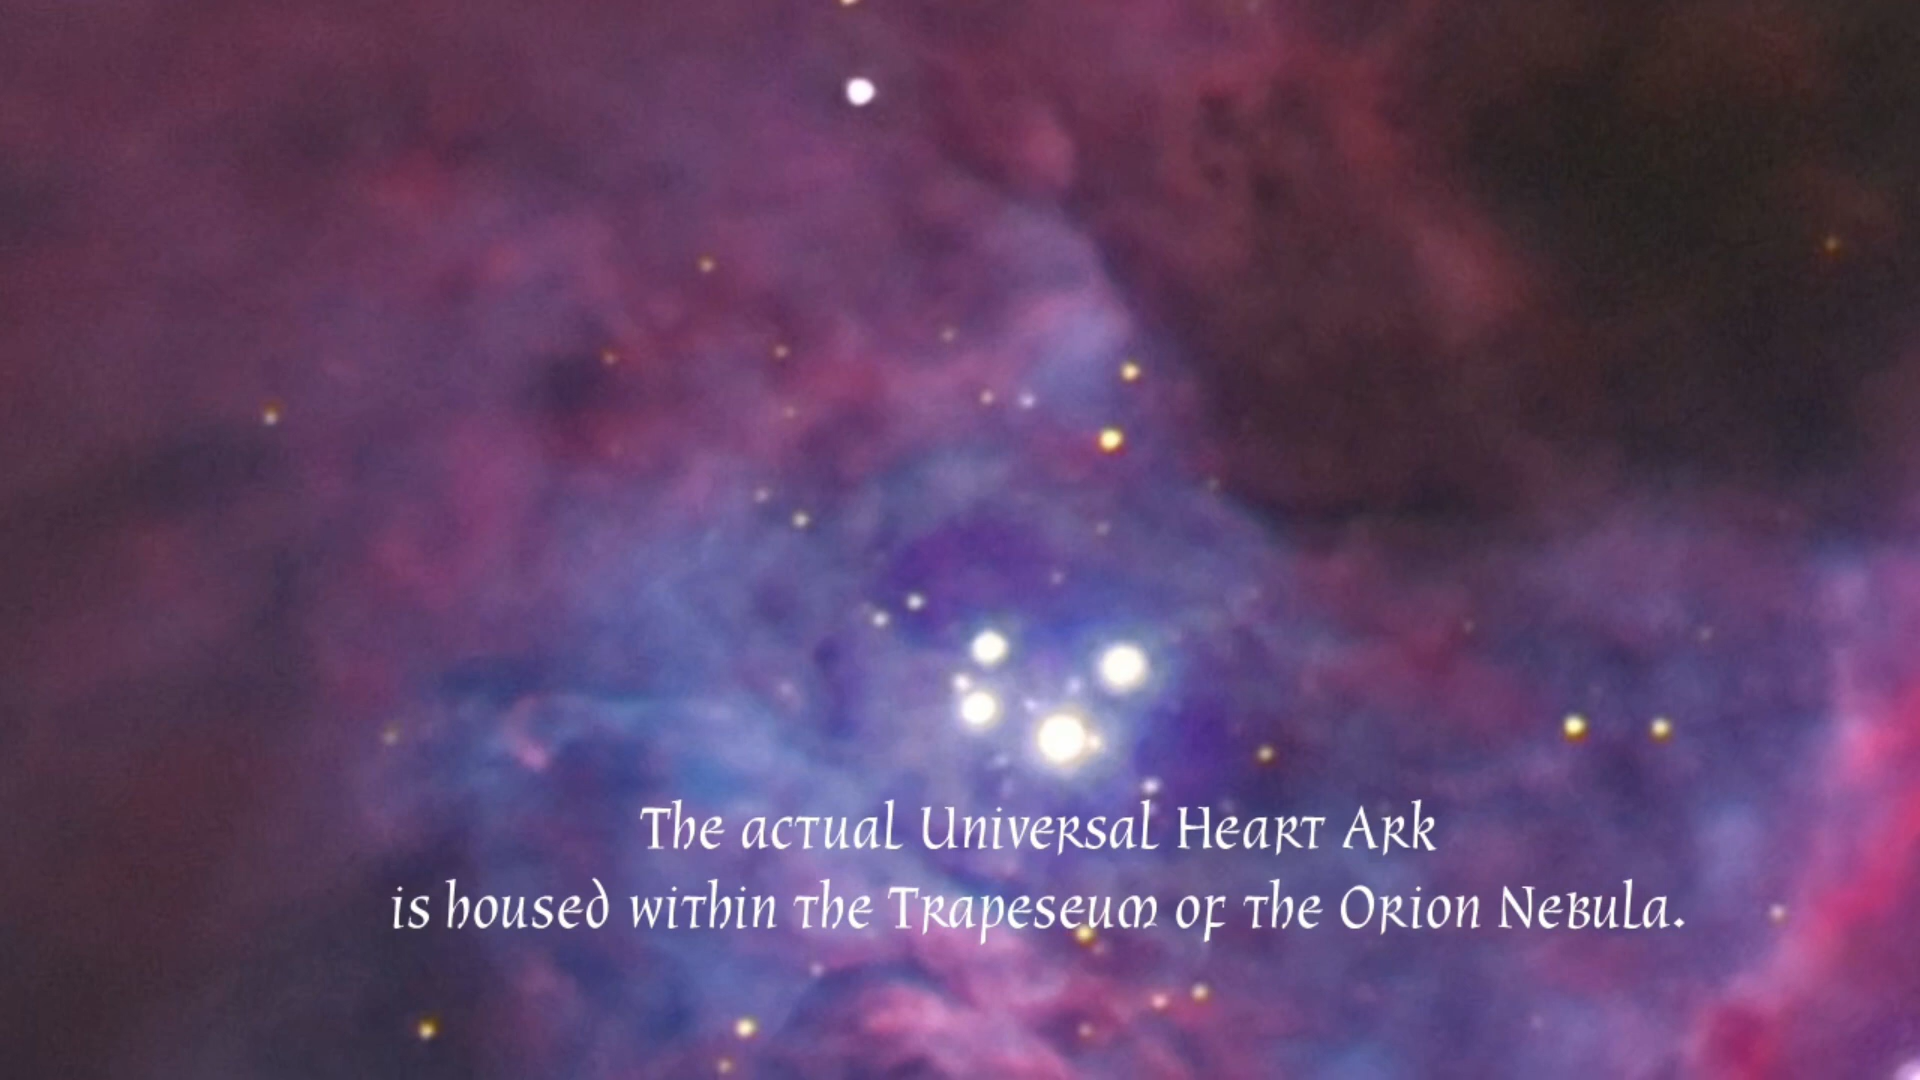 The actual Universal Heart Ark
is housed within the Trapeseum of the Orion Nebula.